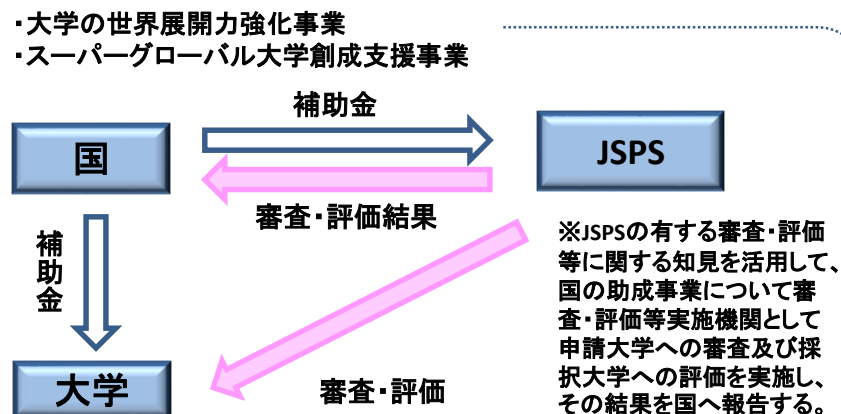 ・大学の世界展開力強化事業
・スーパーグローバル大学創成支援事業
補助金
国
JSPS
審査・評価結果
補助金
※JSPSの有する審査・評価
等に関する知見を活用して、
国の助成事業について審
査・評価等実施機関として
申請大学への審査及び採
択大学への評価を実施し、
その結果を国へ報告する。
大学
審査・評価